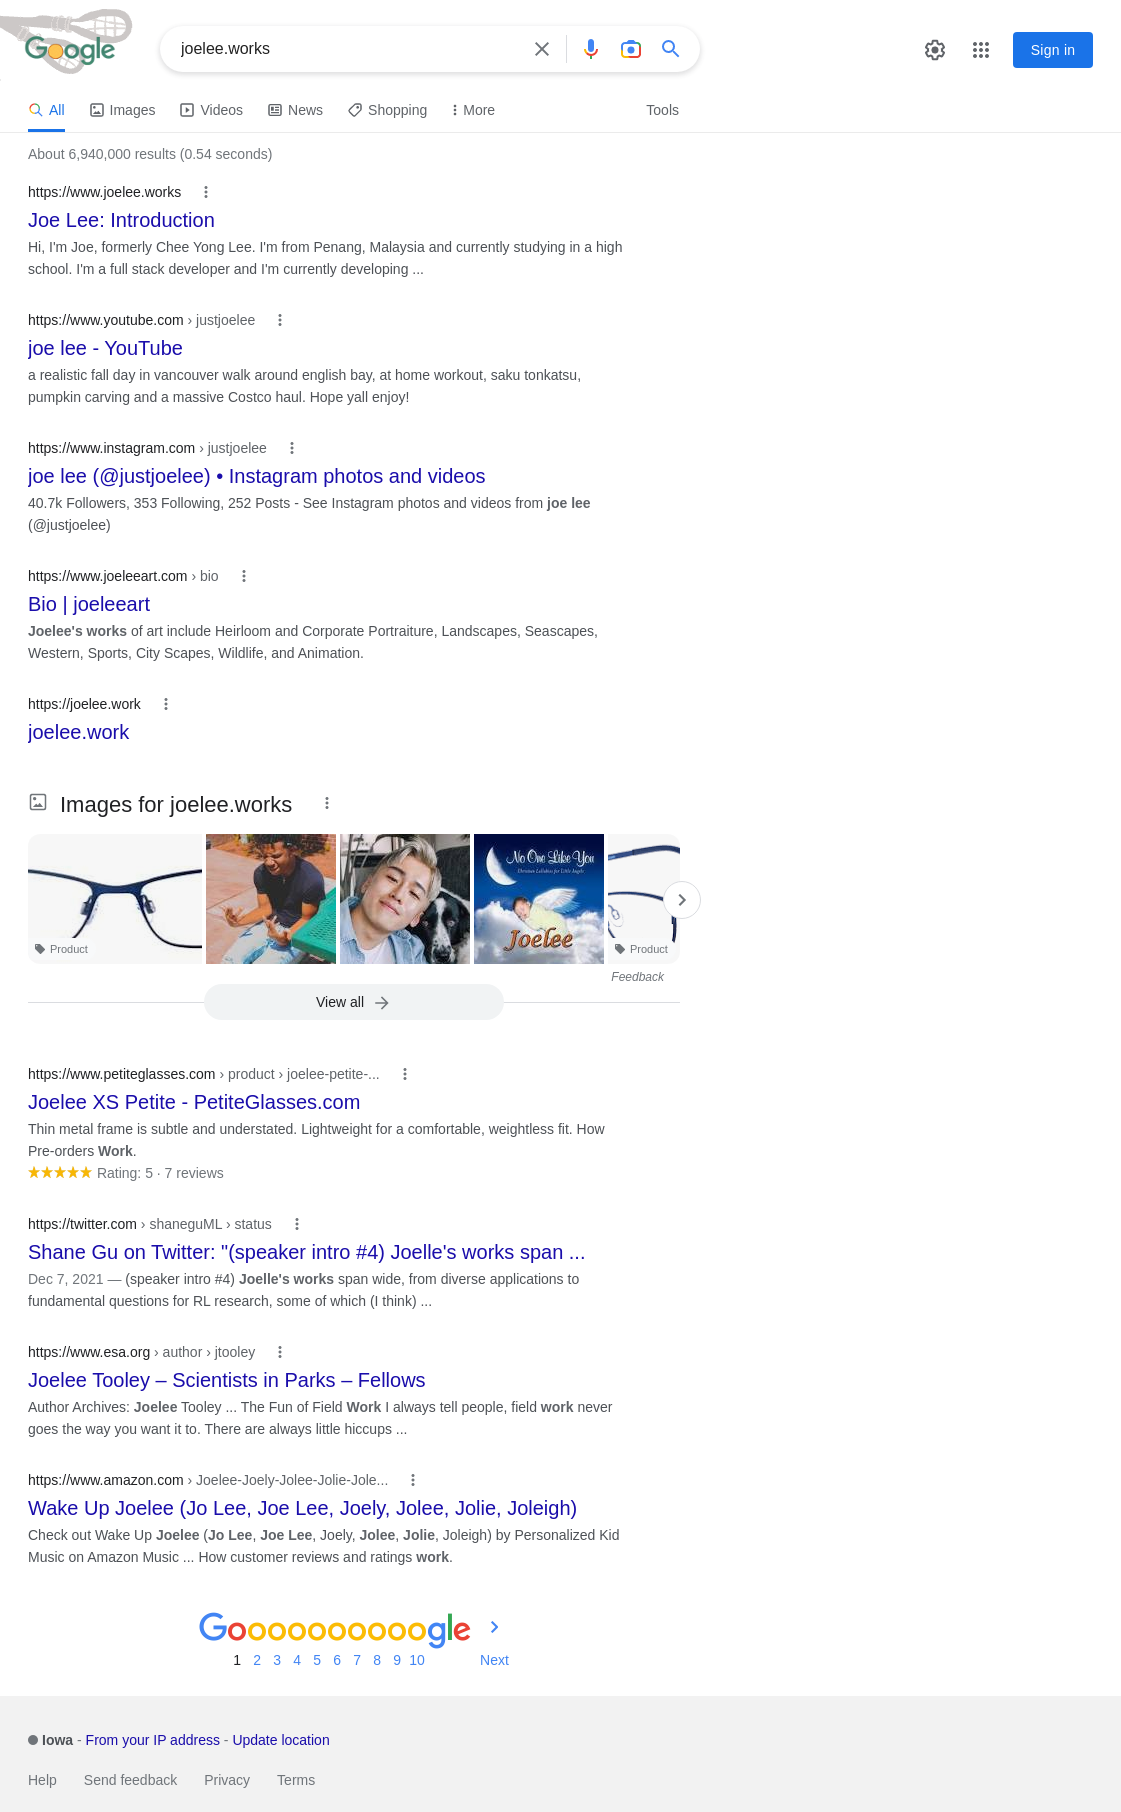 Google
joelee.works
Sign in
All
Images
Videos
News
Shopping
More
Tools
About 6,940,000 results (0.54 seconds)
https://www.joelee.works
Joe Lee: Introduction
Hi, I'm Joe, formerly Chee Yong Lee. I'm from Penang, Malaysia and currently studying in a high
school. I'm a full stack developer and I'm currently developing ...
https://www.youtube.com › justjoelee
joe lee - YouTube
a realistic fall day in vancouver walk around english bay, at home workout, saku tonkatsu,
pumpkin carving and a massive Costco haul. Hope yall enjoy!
https://www.instagram.com › justjoelee
joe lee (@justjoelee) • Instagram photos and videos
40.7k Followers, 353 Following, 252 Posts - See Instagram photos and videos from joe lee
(@justjoelee)
https://www.joeleeart.com › bio
Bio | joeleeart
Joelee's works of art include Heirloom and Corporate Portraiture, Landscapes, Seascapes,
Western, Sports, City Scapes, Wildlife, and Animation.
https://joelee.work
joelee.work
Images for joelee.works
No One Like You
Christian Lullabies for Little Angels
Joelee
Product
Product
Feedback
View all
https://www.petiteglasses.com › product › joelee-petite-...
Joelee XS Petite - PetiteGlasses.com
Thin metal frame is subtle and understated. Lightweight for a comfortable, weightless fit. How
Pre-orders Work.
Rating: 5 · 7 reviews
https://twitter.com › shaneguML › status
Shane Gu on Twitter: "(speaker intro #4) Joelle's works span ...
Dec 7, 2021 — (speaker intro #4) Joelle's works span wide, from diverse applications to
fundamental questions for RL research, some of which (I think) ...
https://www.esa.org › author › jtooley
Joelee Tooley – Scientists in Parks – Fellows
Author Archives: Joelee Tooley ... The Fun of Field Work I always tell people, field work never
goes the way you want it to. There are always little hiccups ...
https://www.amazon.com › Joelee-Joely-Jolee-Jolie-Jole...
Wake Up Joelee (Jo Lee, Joe Lee, Joely, Jolee, Jolie, Joleigh)
Check out Wake Up Joelee (Jo Lee, Joe Lee, Joely, Jolee, Jolie, Joleigh) by Personalized Kid
Music on Amazon Music ... How customer reviews and ratings work.
Goooooooooogle
1 2 3 4 5 6 7 8 9 10 Next
Iowa - From your IP address - Update location
Help Send feedback Privacy Terms